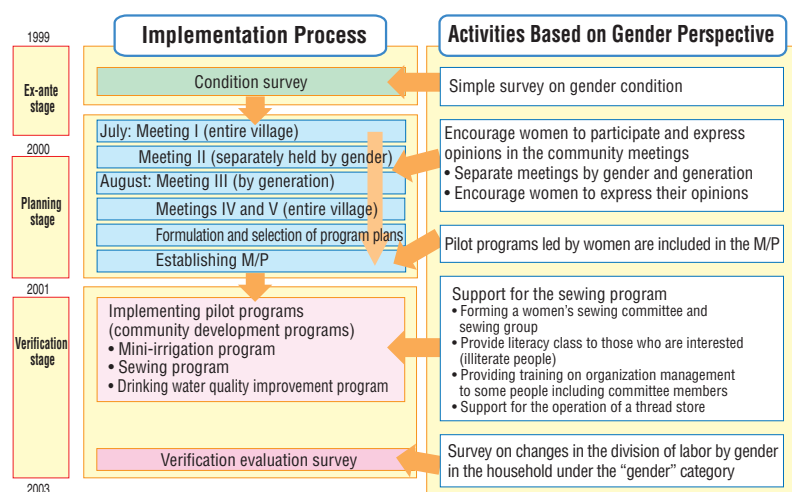 Implementation Process
Activities Based on Gender Perspective
1999
Ex-ante
stage
2000
Planning
stage
2001
Verification
stage
2003
Condition survey
July: Meeting I (entire village)
Meeting II (separately held by gender)
August: Meeting III (by generation)
Meetings IV and V (entire village)
Formulation and selection of program plans
Establishing M/P
Implementing pilot programs
(community development programs)
• Mini-irrigation program
• Sewing program
• Drinking water quality improvement program
Verification evaluation survey
Simple survey on gender condition
Encourage women to participate and express
opinions in the community meetings
• Separate meetings by gender and generation
• Encourage women to express their opinions
Pilot programs led by women are included in the M/P
Support for the sewing program
• Forming a women's sewing committee and
sewing group
• Provide literacy class to those who are interested
(illiterate people)
• Providing training on organization management
to some people including committee members
• Support for the operation of a thread store
Survey on changes in the division of labor by gender
in the household under the "gender" category